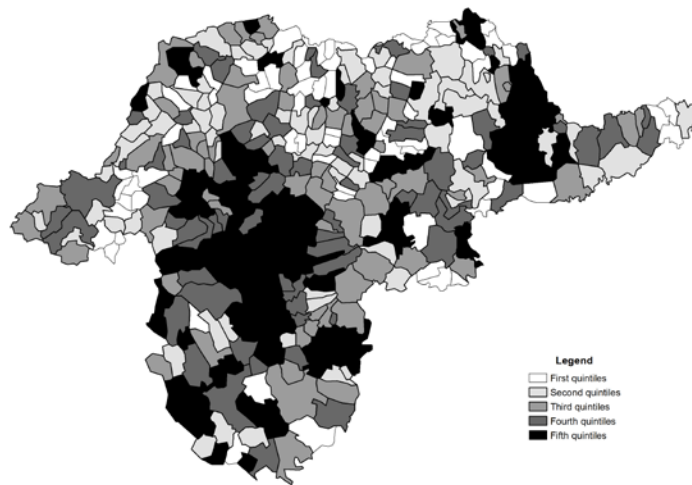 Legend
First quintiles
Second quintiles
Third quintiles
Fourth quintiles
Fifth quintiles